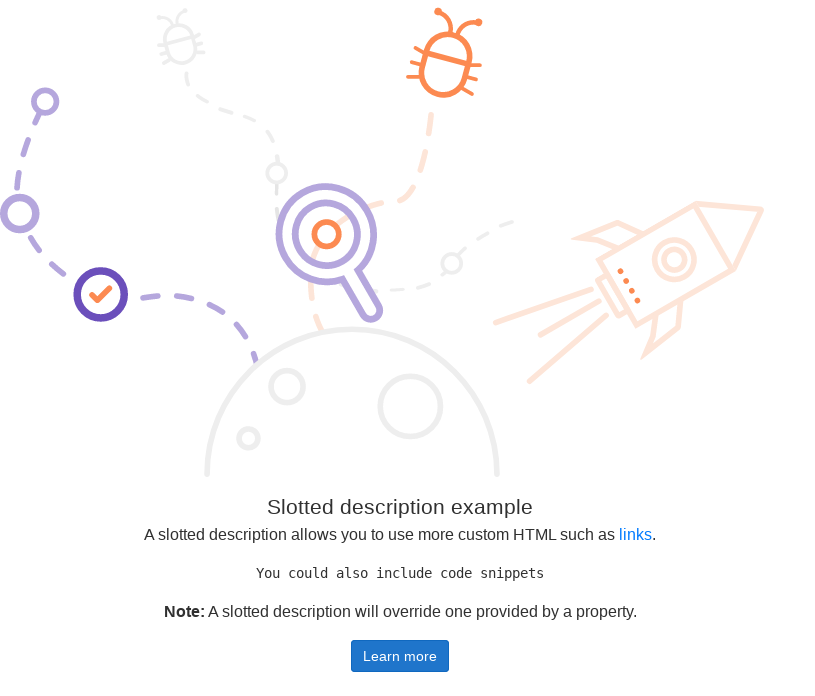 Slotted description example
A slotted description allows you to use more custom HTML such as links.
You could also include code snippets
Note: A slotted description will override one provided by a property.
Learn more